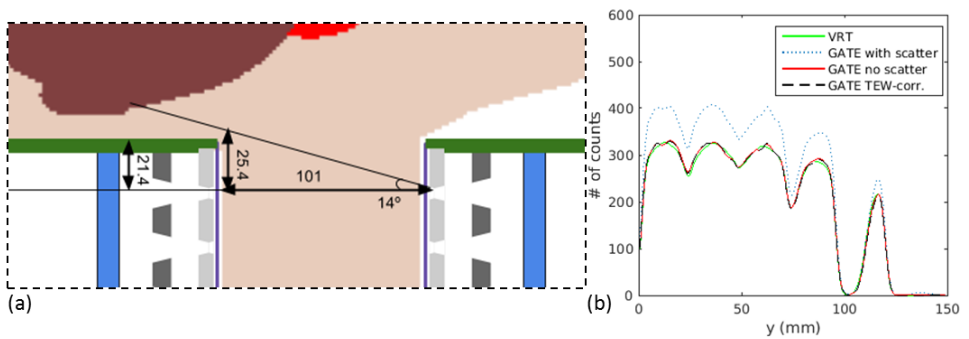 21.4
25.4
101
14º
(a)
(b)
600
500
400
300
200
100
0
# of counts
0
50
100
150
y (mm)
VRT
GATE with scatter
GATE no scatter
GATE TEW-corr.